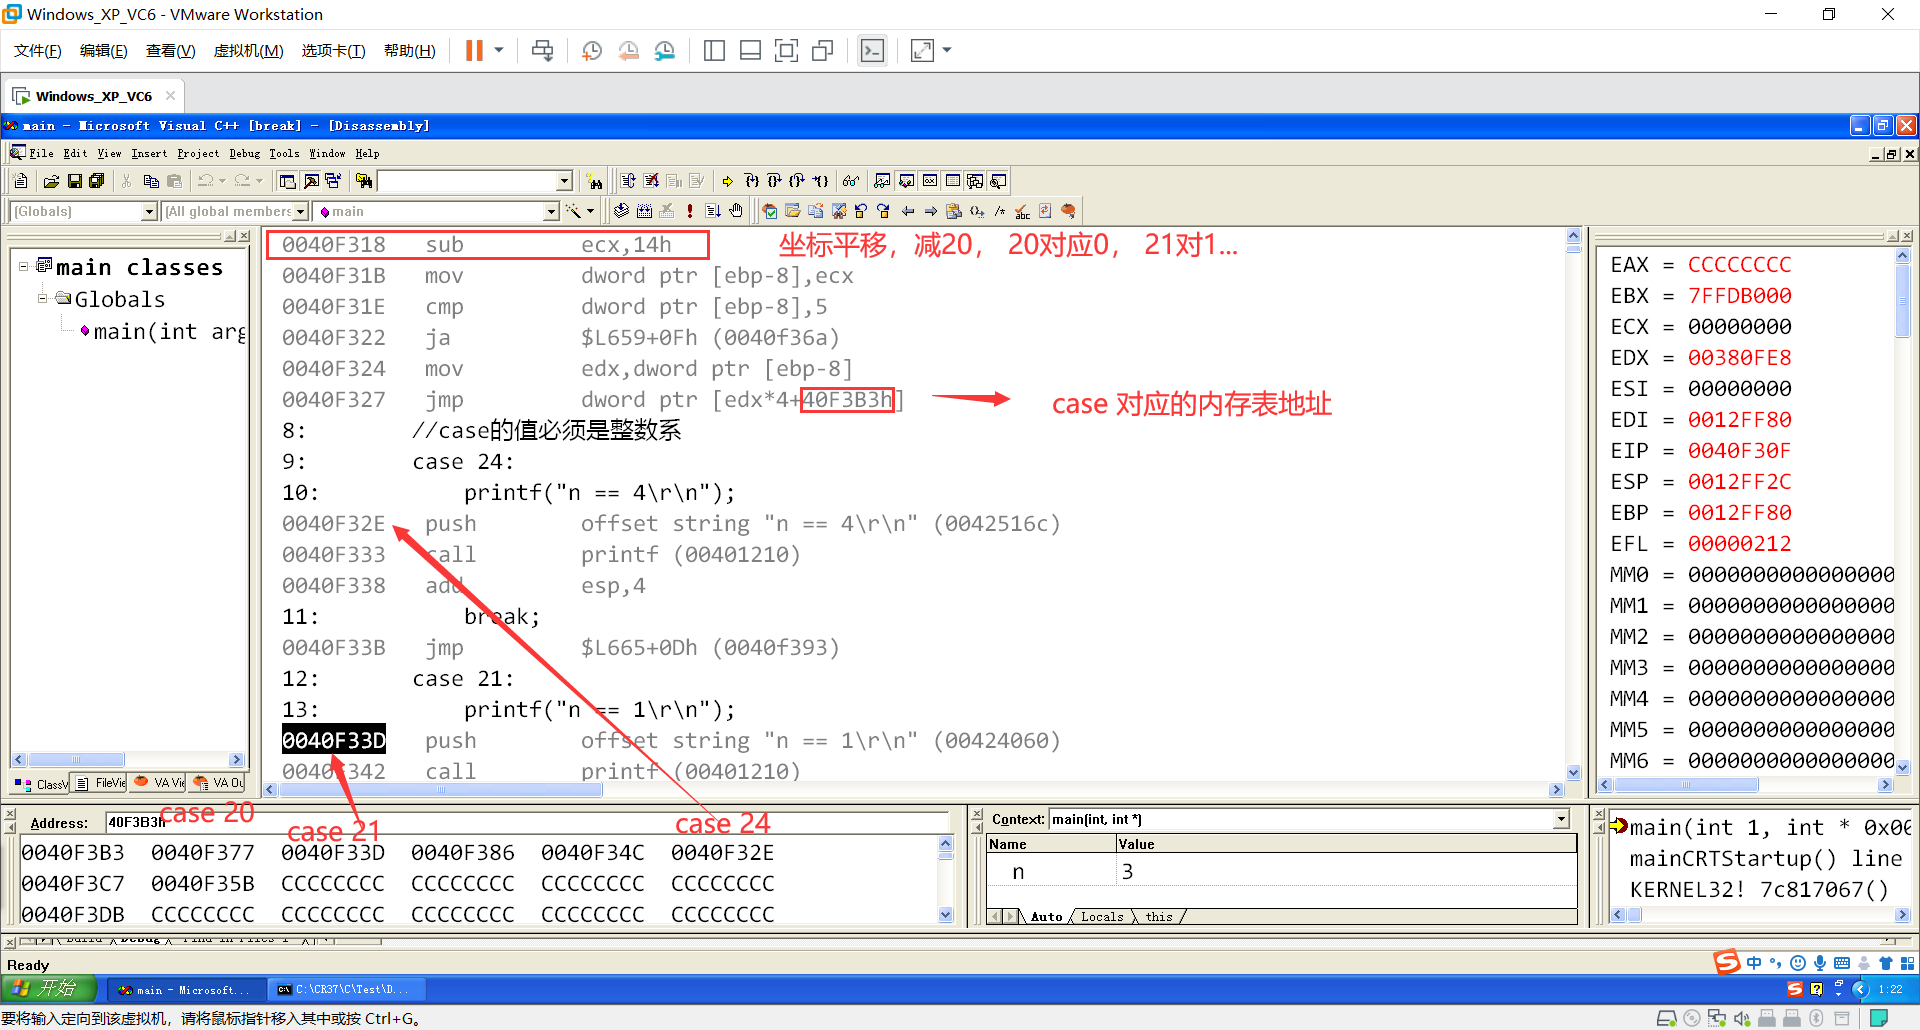 Windows_XP_VC6 - VMware Workstation
文件(F) 编辑(E) 查看(V) 虚拟机(M) 选项卡(T) 帮助(H)
Windows_XP_VC6
main - Microsoft Visual C++ [break] - [Disassembly]
File Edit View Insert Project Debug Tools Window Help
[Globals] [All global members main
main classes
Globals
main(int arg
0040F318 sub ecx,14h
坐标平移，减20， 20对应0， 21对1...
0040F31B mov dword ptr [ebp-8],ecx
0040F31E cmp dword ptr [ebp-8],5
0040F322 ja $L659+0Fh (0040f36a)
0040F324 mov edx,dword ptr [ebp-8]
0040F327 jmp dword ptr [edx*4+40F3B3h]
case 对应的内存表地址
8: //case的值必须是整数系
9: case 24:
10: printf("n == 4\r\n");
0040F32E push offset string "n == 4\r\n" (0042516c)
0040F333 call printf (00401210)
0040F338 add esp,4
11: break;
0040F33B jmp $L665+0Dh (0040f393)
12: case 21:
13: printf("n == 1\r\n");
0040F33D push offset string "n == 1\r\n" (00424060)
0040F342 call printf (00401210)
EAX = CCCCCCCC
EBX = 7FFDB000
ECX = 00000000
EDX = 00380FE8
ESI = 00000000
EDI = 0012FF80
EIP = 0040F30F
ESP = 0012FF2C
EBP = 0012FF80
EFL = 00000212
MM0 = 0000000000000000
MM1 = 0000000000000000
MM2 = 0000000000000000
MM3 = 0000000000000000
MM4 = 0000000000000000
MM5 = 0000000000000000
MM6 = 0000000000000000
ClassV FileVie VA Vie VA Ou
Address: 40F3B3h
case 20
case 21
case 24
0040F3B3 0040F377 0040F33D 0040F386 0040F34C 0040F32E
0040F3C7 0040F35B CCCCCCCC CCCCCCCC CCCCCCCC CCCCCCCC
0040F3DB CCCCCCCC CCCCCCCC CCCCCCCC CCCCCCCC CCCCCCCC
Context: main(int, int *)
Name Value
n 3
Auto Locals this
main(int 1, int * 0x00
mainCRTStartup() line
KERNEL32! 7c817067()
Build Debug Find in Files 1
Ready
中
开始 main - Microsoft... C:\CR37\C\Test\D... 1:22
要将输入定向到该虚拟机，请将鼠标指针移入其中或按 Ctrl+G。